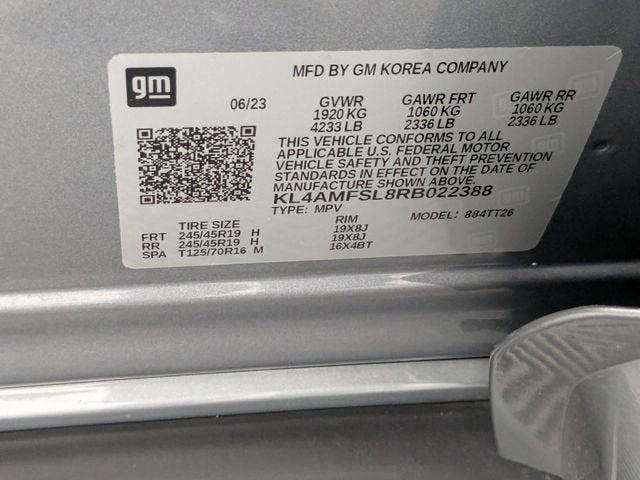 gm
MFD BY GM KOREA COMPANY
06/23 GVWR GAWR FRT GAWR RR
1920 KG 1060 KG 1060 KG
4233 LB 2336 LB 2336 LB
THIS VEHICLE CONFORMS TO ALL
APPLICABLE U.S. FEDERAL MOTOR
VEHICLE SAFETY AND THEFT PREVENTION
STANDARDS IN EFFECT ON THE DATE OF
MANUFACTURE SHOWN ABOVE.
KL4AMFSL8RB022388
TYPE: MPV MODEL: 884TT26
TIRE SIZE RIM
FRT 245/45R19 H 19X8J
RR 245/45R19 H 19X8J
SPA T125/70R16 M 16X4BT